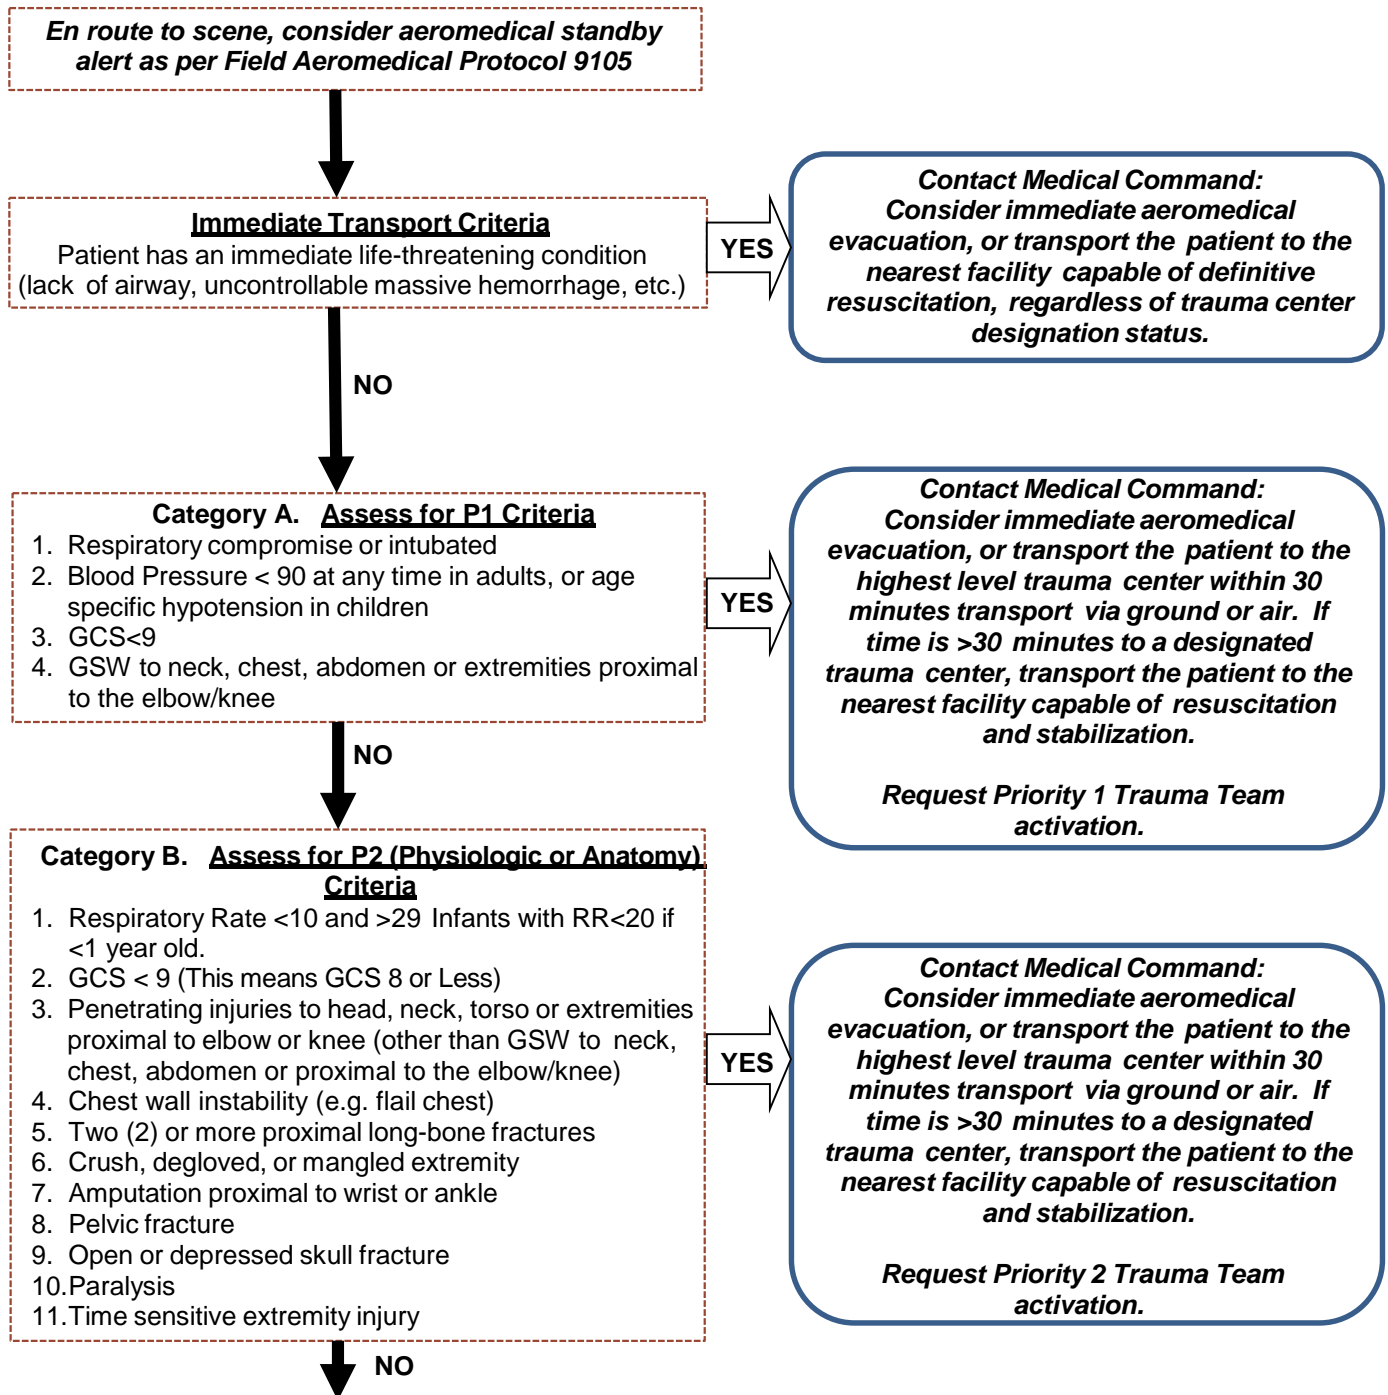 En route to scene, consider aeromedical standby
alert as per Field Aeromedical Protocol 9105
Immediate Transport Criteria
Patient has an immediate life-threatening condition
(lack of airway, uncontrollable massive hemorrhage, etc.)
YES
Contact Medical Command:
Consider immediate aeromedical
evacuation, or transport the patient to the
nearest facility capable of definitive
resuscitation, regardless of trauma center
designation status.
NO
Category A. Assess for P1 Criteria
1. Respiratory compromise or intubated
2. Blood Pressure < 90 at any time in adults, or age
specific hypotension in children
3. GCS<9
4. GSW to neck, chest, abdomen or extremities proximal
to the elbow/knee
YES
Contact Medical Command:
Consider immediate aeromedical
evacuation, or transport the patient to the
highest level trauma center within 30
minutes transport via ground or air. If
time is >30 minutes to a designated
trauma center, transport the patient to the
nearest facility capable of resuscitation
and stabilization.
Request Priority 1 Trauma Team
activation.
NO
Category B. Assess for P2 (Physiologic or Anatomy)
Criteria
1. Respiratory Rate <10 and >29 Infants with RR<20 if
<1 year old.
2. GCS < 9 (This means GCS 8 or Less)
3. Penetrating injuries to head, neck, torso or extremities
proximal to elbow or knee (other than GSW to neck,
chest, abdomen or proximal to the elbow/knee)
4. Chest wall instability (e.g. flail chest)
5. Two (2) or more proximal long-bone fractures
6. Crush, degloved, or mangled extremity
7. Amputation proximal to wrist or ankle
8. Pelvic fracture
9. Open or depressed skull fracture
10.Paralysis
11.Time sensitive extremity injury
YES
Contact Medical Command:
Consider immediate aeromedical
evacuation, or transport the patient to the
highest level trauma center within 30
minutes transport via ground or air. If
time is >30 minutes to a designated
trauma center, transport the patient to the
nearest facility capable of resuscitation
and stabilization.
Request Priority 2 Trauma Team
activation.
NO